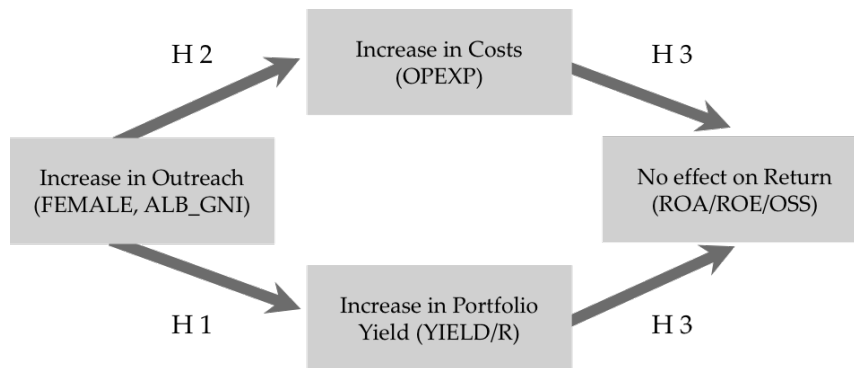 H 2
Increase in Costs
(OPEXP)
H 3
Increase in Outreach
(FEMALE, ALB_GNI)
No effect on Return
(ROA/ROE/OSS)
H 1
Increase in Portfolio
Yield (YIELD/R)
H 3